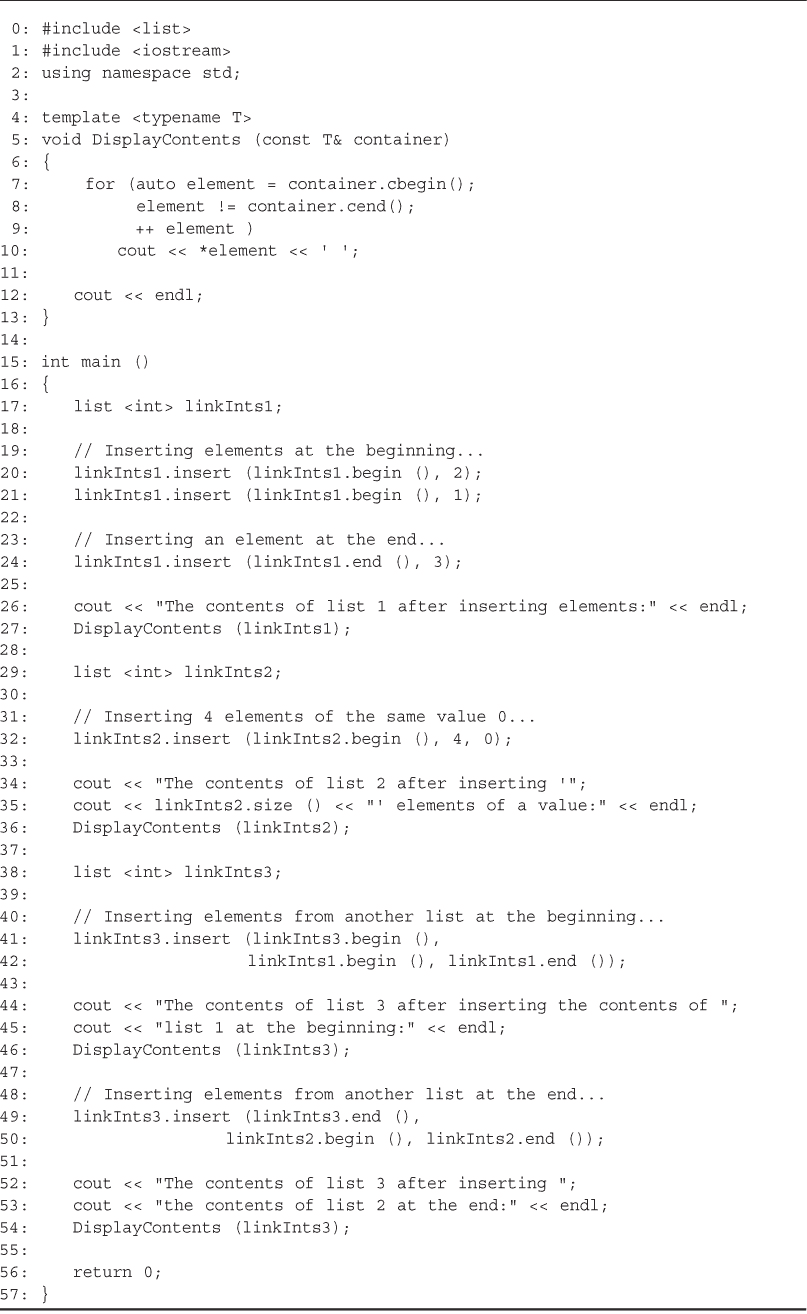 0: #include <list>
1: #include <iostream>
2: using namespace std;
3:
4: template <typename T>
5: void DisplayContents (const T& container)
6: {
7:     for (auto element = container.cbegin();
8:          element != container.cend();
9:          ++ element )
10:        cout << *element << ' ';
11:
12:    cout << endl;
13: }
14:
15: int main ()
16: {
17:    list <int> linkInts1;
18:
19:    // Inserting elements at the beginning...
20:    linkInts1.insert (linkInts1.begin (), 2);
21:    linkInts1.insert (linkInts1.begin (), 1);
22:
23:    // Inserting an element at the end...
24:    linkInts1.insert (linkInts1.end (), 3);
25:
26:    cout << "The contents of list 1 after inserting elements:" << endl;
27:    DisplayContents (linkInts1);
28:
29:    list <int> linkInts2;
30:
31:    // Inserting 4 elements of the same value 0...
32:    linkInts2.insert (linkInts2.begin (), 4, 0);
33:
34:    cout << "The contents of list 2 after inserting '";
35:    cout << linkInts2.size () << "' elements of a value:" << endl;
36:    DisplayContents (linkInts2);
37:
38:    list <int> linkInts3;
39:
40:    // Inserting elements from another list at the beginning...
41:    linkInts3.insert (linkInts3.begin (),
42:                      linkInts1.begin (), linkInts1.end ());
43:
44:    cout << "The contents of list 3 after inserting the contents of ";
45:    cout << "list 1 at the beginning:" << endl;
46:    DisplayContents (linkInts3);
47:
48:    // Inserting elements from another list at the end...
49:    linkInts3.insert (linkInts3.end (),
50:                    linkInts2.begin (), linkInts2.end ());
51:
52:    cout << "The contents of list 3 after inserting ";
53:    cout << "the contents of list 2 at the end:" << endl;
54:    DisplayContents (linkInts3);
55:
56:    return 0;
57: }